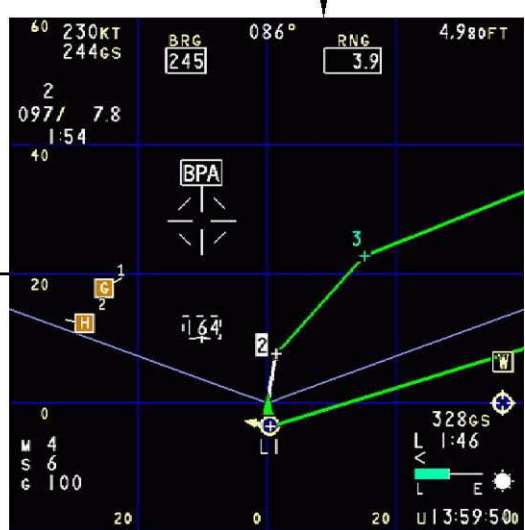 60 230KT 086° 4,980FT
244GS BRG RNG
245 3.9
2
097/ 7.8
1:54
40
BPA
3
20 G 1
2
H
164
2
W
0
328GS
L1
L 1:46
M 4
<
S 6
G 100
L E
20 0 20 U 13:59:50